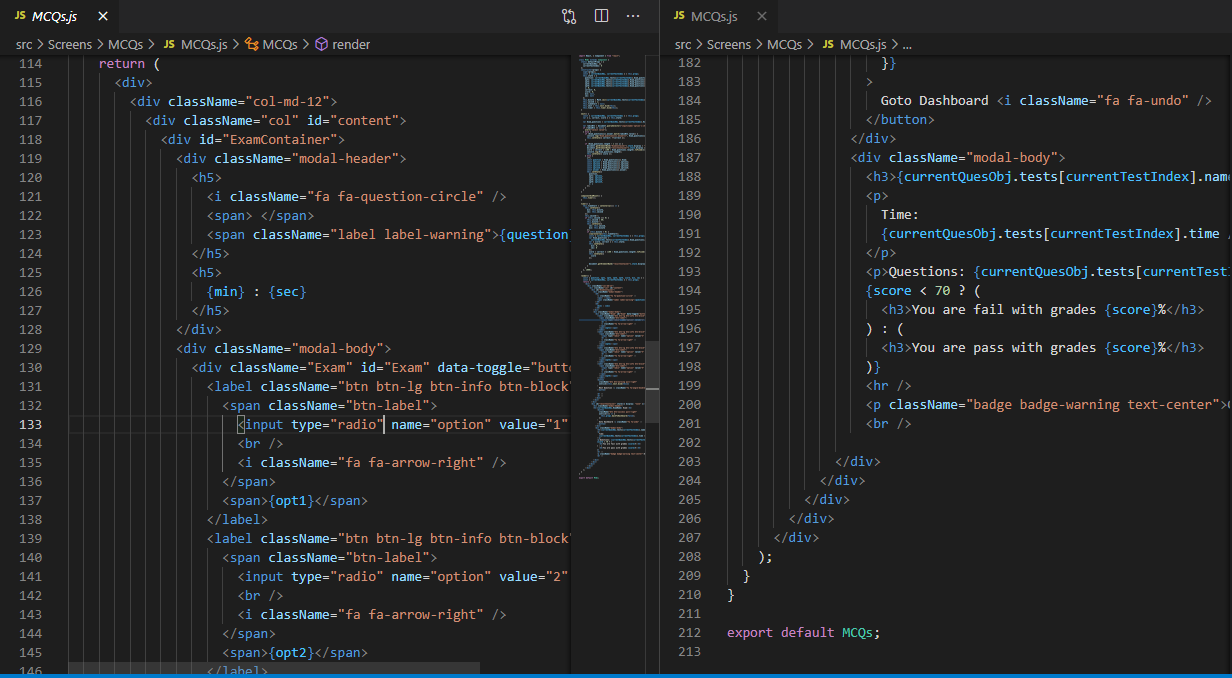 JS MCQs.js
src > Screens > MCQs > JS MCQs.js > MCQs > render
114 return (
115 <div>
116 <div className="col-md-12">
117 <div className="col" id="content">
118 <div id="ExamContainer">
119 <div className="modal-header">
120 <h5>
121 <i className="fa fa-question-circle" />
122 <span> </span>
123 <span className="label label-warning">{question
124 </h5>
125 <h5>
126 {min} : {sec}
127 </h5>
128 </div>
129 <div className="modal-body">
130 <div className="Exam" id="Exam" data-toggle="butt
131 <label className="btn btn-lg btn-info btn-block"
132 <span className="btn-label">
133 <input type="radio" name="option" value="1"
134 <br />
135 <i className="fa fa-arrow-right" />
136 </span>
137 <span>{opt1}</span>
138 </label>
139 <label className="btn btn-lg btn-info btn-block"
140 <span className="btn-label">
141 <input type="radio" name="option" value="2"
142 <br />
143 <i className="fa fa-arrow-right" />
144 </span>
145 <span>{opt2}</span>
146 </label>
JS MCQs.js
src > Screens > MCQs > JS MCQs.js > ...
182 }}
183 >
184 Goto Dashboard <i className="fa fa-undo" />
185 </button>
186 </div>
187 <div className="modal-body">
188 <h3>{currentQuesObj.tests[currentTestIndex].nam
189 <p>
190 Time:
191 {currentQuesObj.tests[currentTestIndex].time /
192 </p>
193 <p>Questions: {currentQuesObj.tests[currentTest
194 {score < 70 ? (
195 <h3>You are fail with grades {score}%</h3>
196 ) : (
197 <h3>You are pass with grades {score}%</h3>
198 )}
199 <hr />
200 <p className="badge badge-warning text-center">
201 <br />
202
203 </div>
204 </div>
205 </div>
206 </div>
207 </div>
208 );
209 }
210 }
211
212 export default MCQs;
213